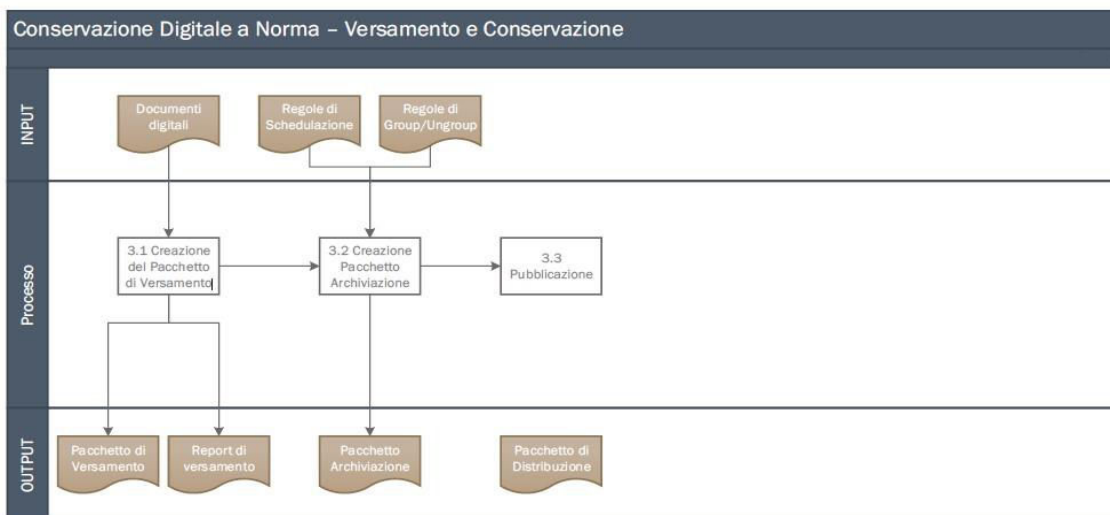 Conservazione Digitale a Norma – Versamento e Conservazione
INPUT
Documenti
digitali
Regole di
Schedulazione
Regole di
Group/Ungroup
Processo
3.1 Creazione
del Pacchetto
di Versamento
3.2 Creazione
Pacchetto
Archiviazione
3.3
Pubblicazione
OUTPUT
Pacchetto di
Versamento
Report di
versamento
Pacchetto
Archiviazione
Pacchetto di
Distribuzione